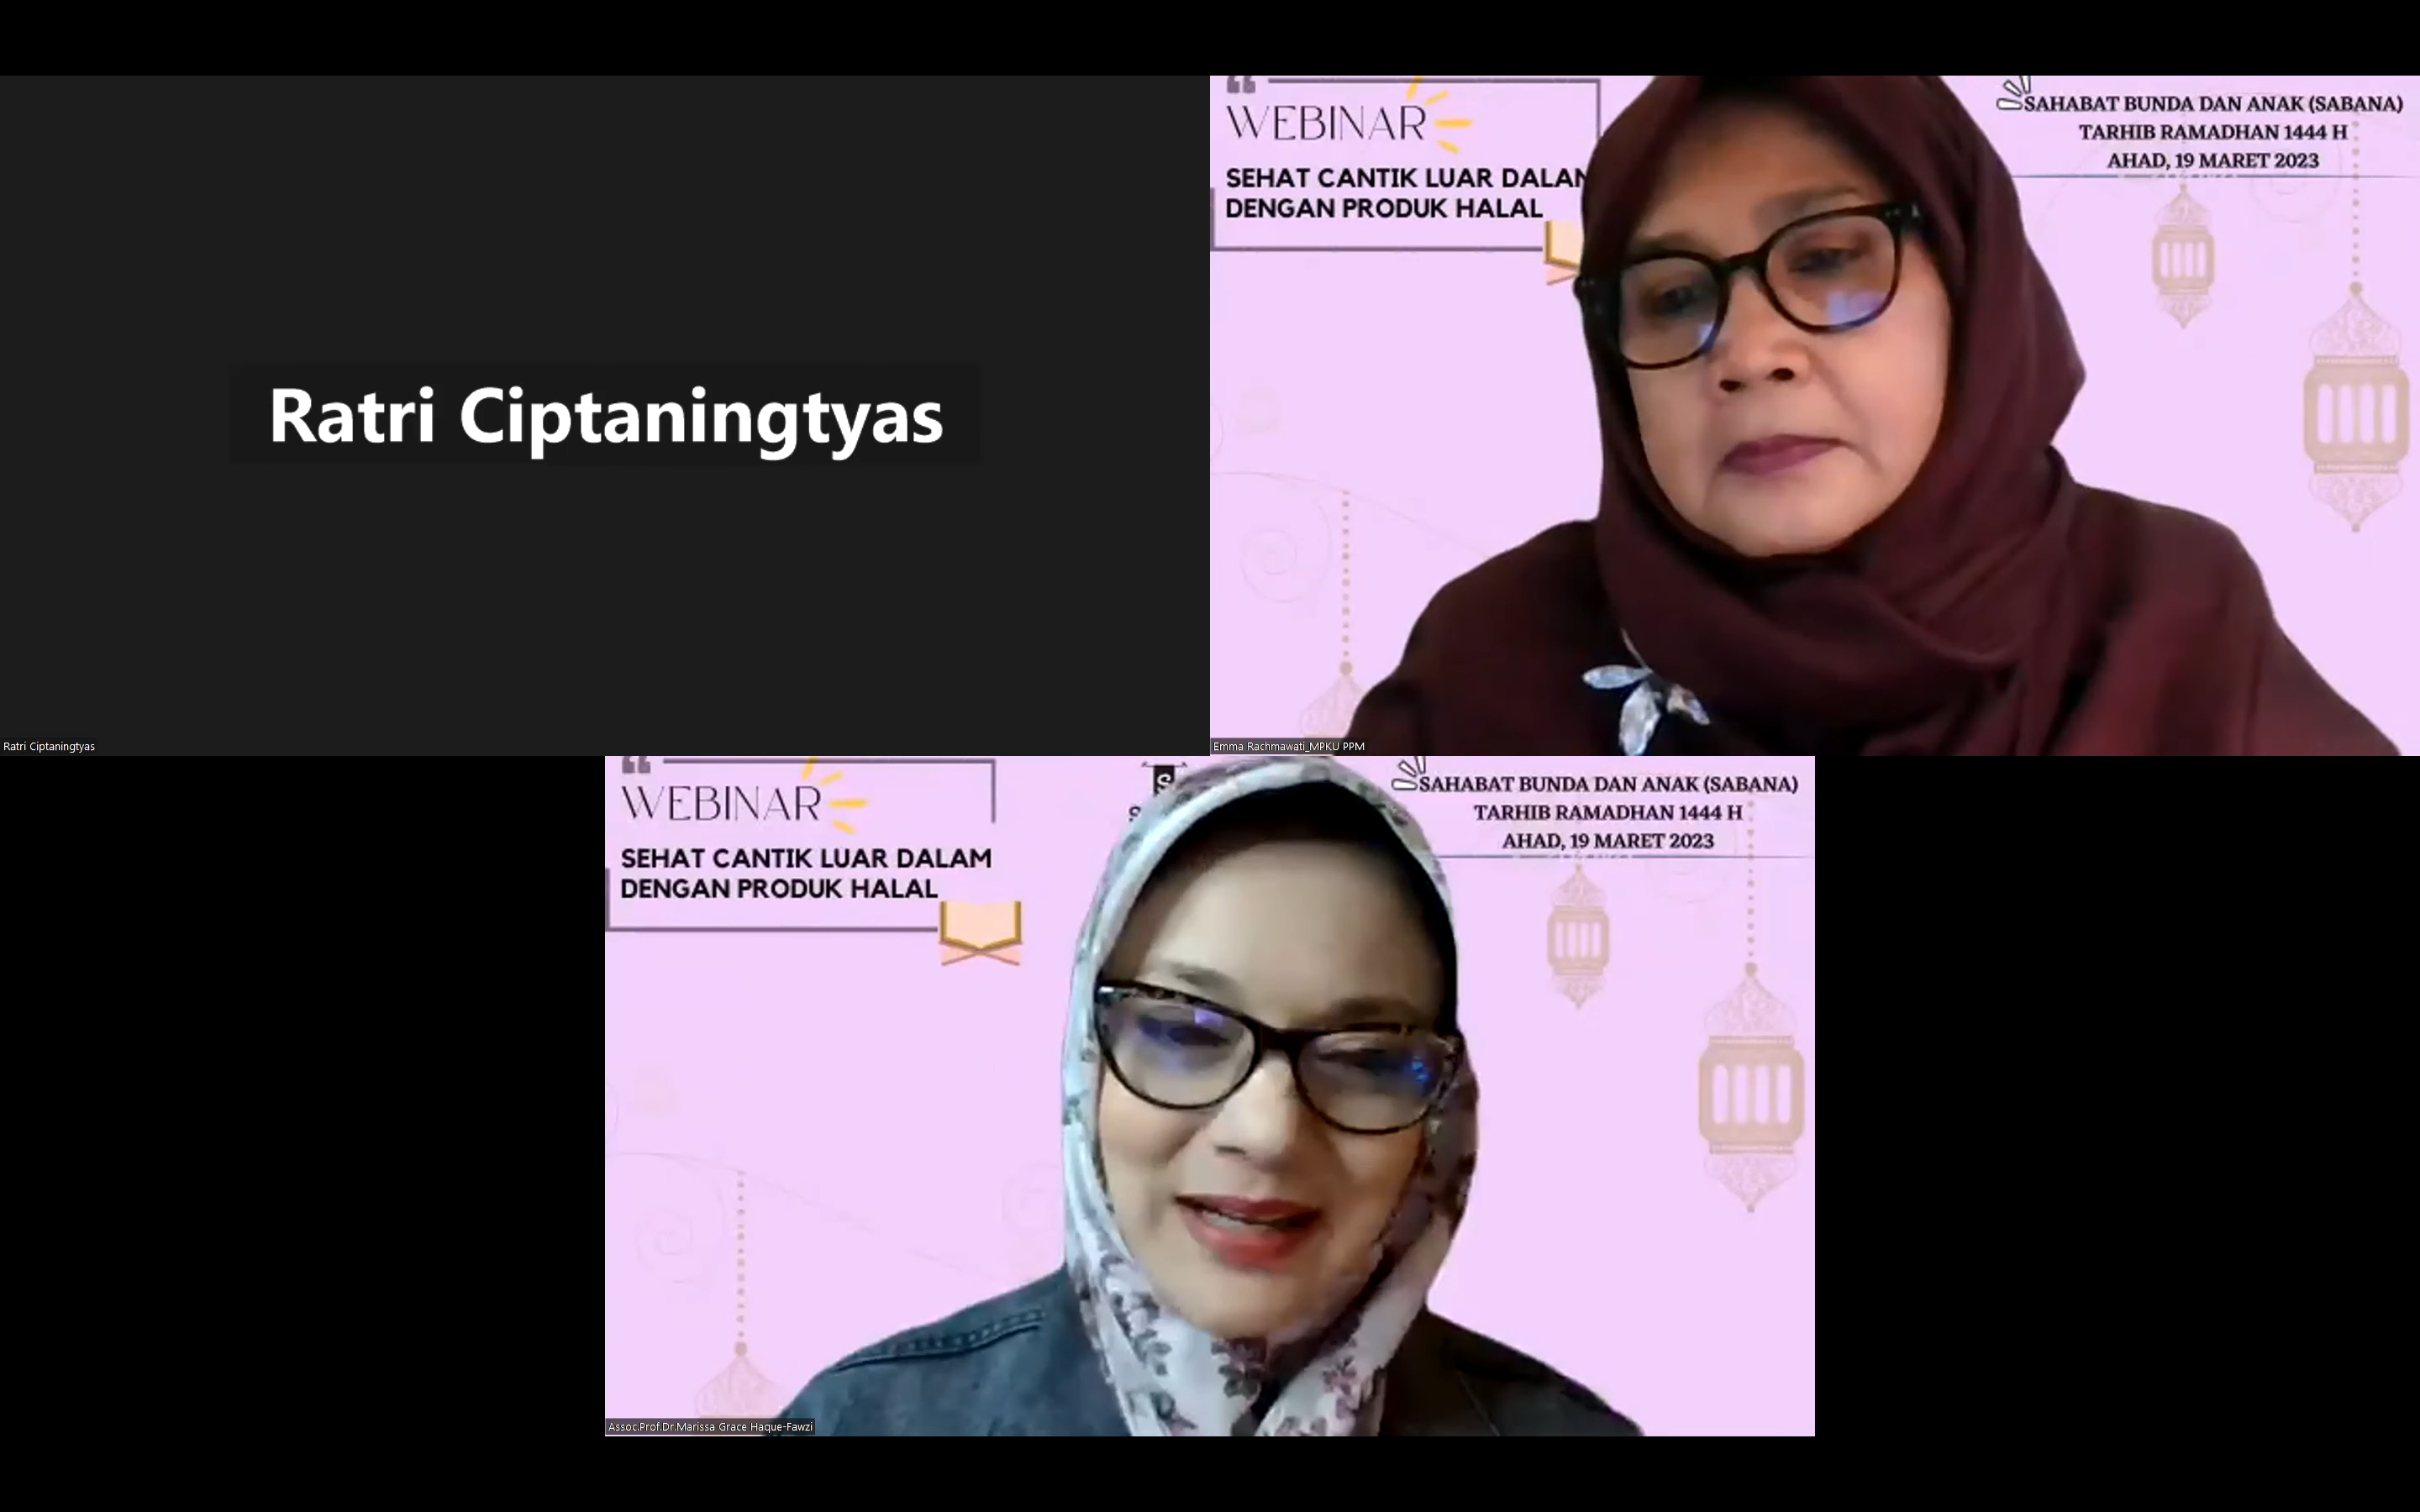 Ratri Ciptaningtyas
Ratri Ciptaningtyas
WEBINAR
SEHAT CANTIK LUAR DALAM
DENGAN PRODUK HALAL
SAHABAT BUNDA DAN ANAK (SABANA)
TARHIB RAMADHAN 1444 H
AHAD, 19 MARET 2023
Emma Rachmawati_MPKU PPM
WEBINAR
SEHAT CANTIK LUAR DALAM
DENGAN PRODUK HALAL
S
SAHABAT BUNDA DAN ANAK (SABANA)
TARHIB RAMADHAN 1444 H
AHAD, 19 MARET 2023
Assoc.Prof.Dr.Marissa Grace Haque-Fawzi